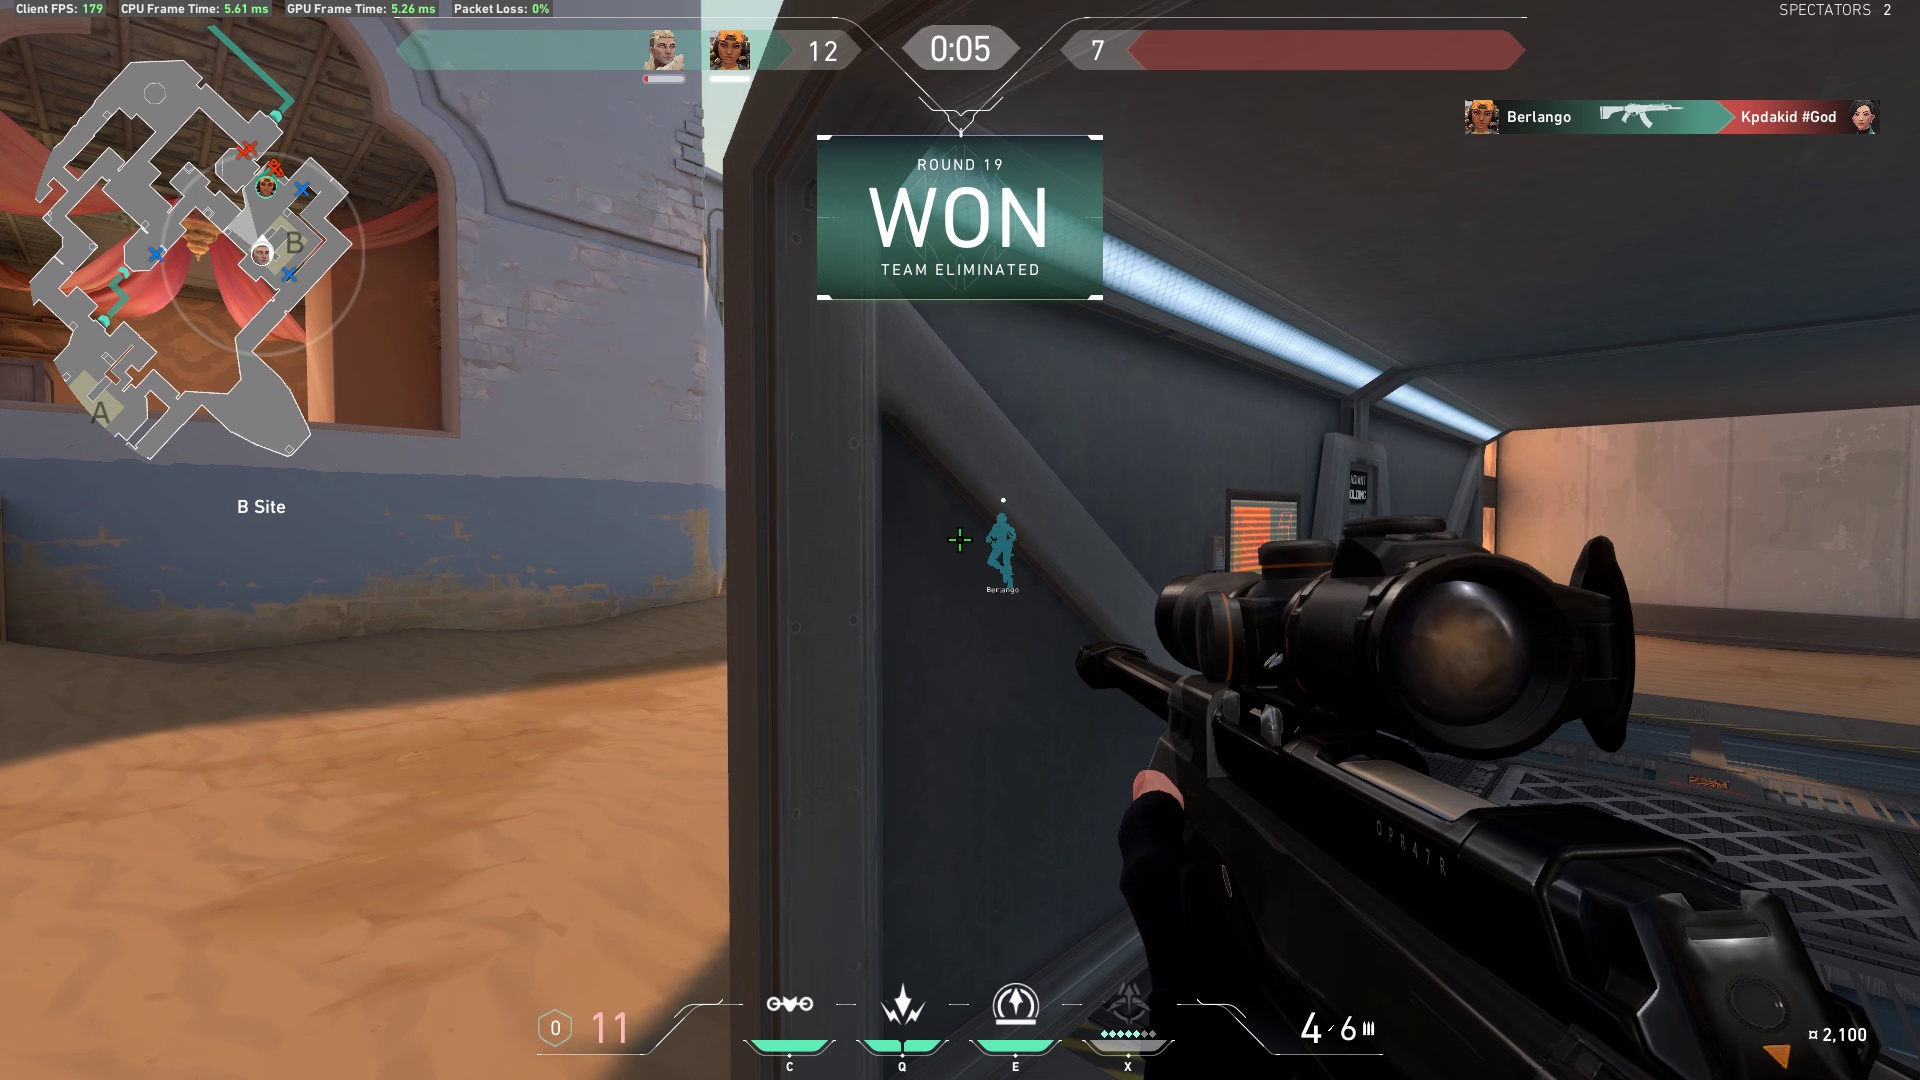 Client FPS: 179 CPU Frame Time: 5.61 ms GPU Frame Time: 5.26 ms Packet Loss: 0%
SPECTATORS 2
12 0:05 7
Berlango Kpdakid #God
ROUND 19
WON
TEAM ELIMINATED
B
A
B Site
Berlango
OPRA7R
0 11
4 / 6
¤ 2,100
C Q E X